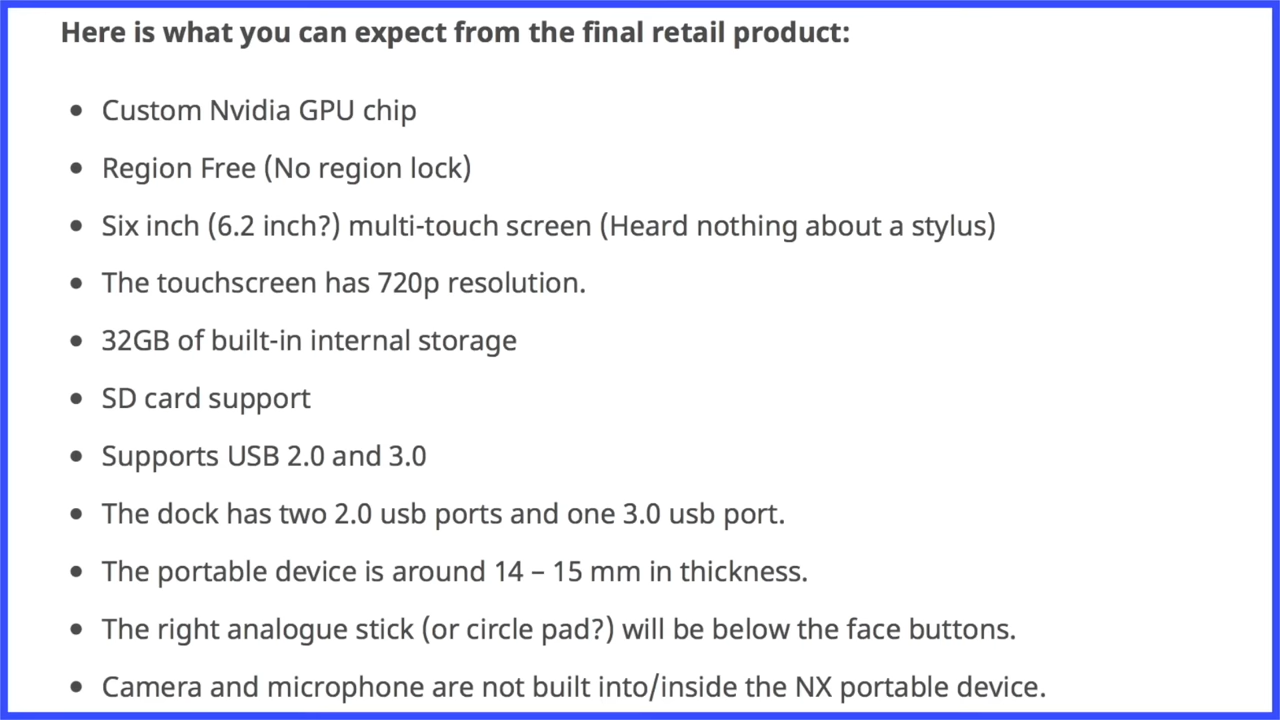 Here is what you can expect from the final retail product:
• Custom Nvidia GPU chip
• Region Free (No region lock)
• Six inch (6.2 inch?) multi-touch screen (Heard nothing about a stylus)
• The touchscreen has 720p resolution.
• 32GB of built-in internal storage
• SD card support
• Supports USB 2.0 and 3.0
• The dock has two 2.0 usb ports and one 3.0 usb port.
• The portable device is around 14 – 15 mm in thickness.
• The right analogue stick (or circle pad?) will be below the face buttons.
• Camera and microphone are not built into/inside the NX portable device.